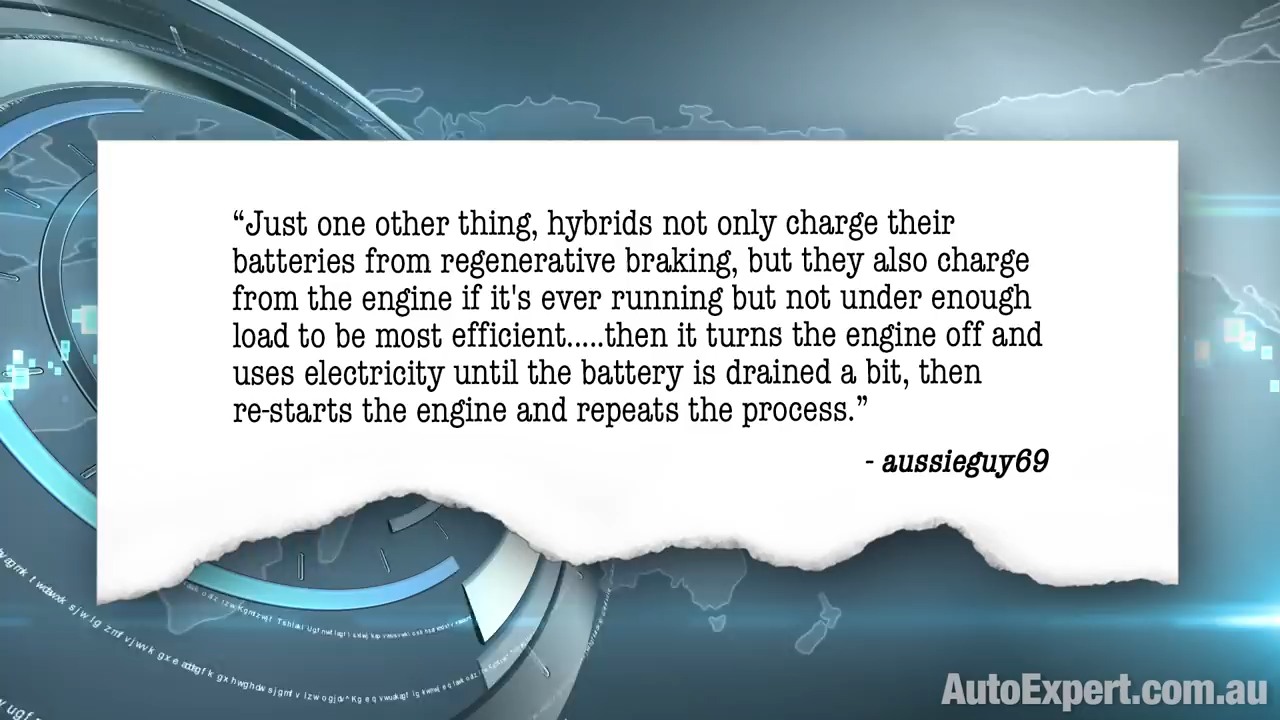 “Just one other thing, hybrids not only charge their
batteries from regenerative braking, but they also charge
from the engine if it's ever running but not under enough
load to be most efficient.....then it turns the engine off and
uses electricity until the battery is drained a bit, then
re-starts the engine and repeats the process.”
- aussieguy69
AutoExpert.com.au